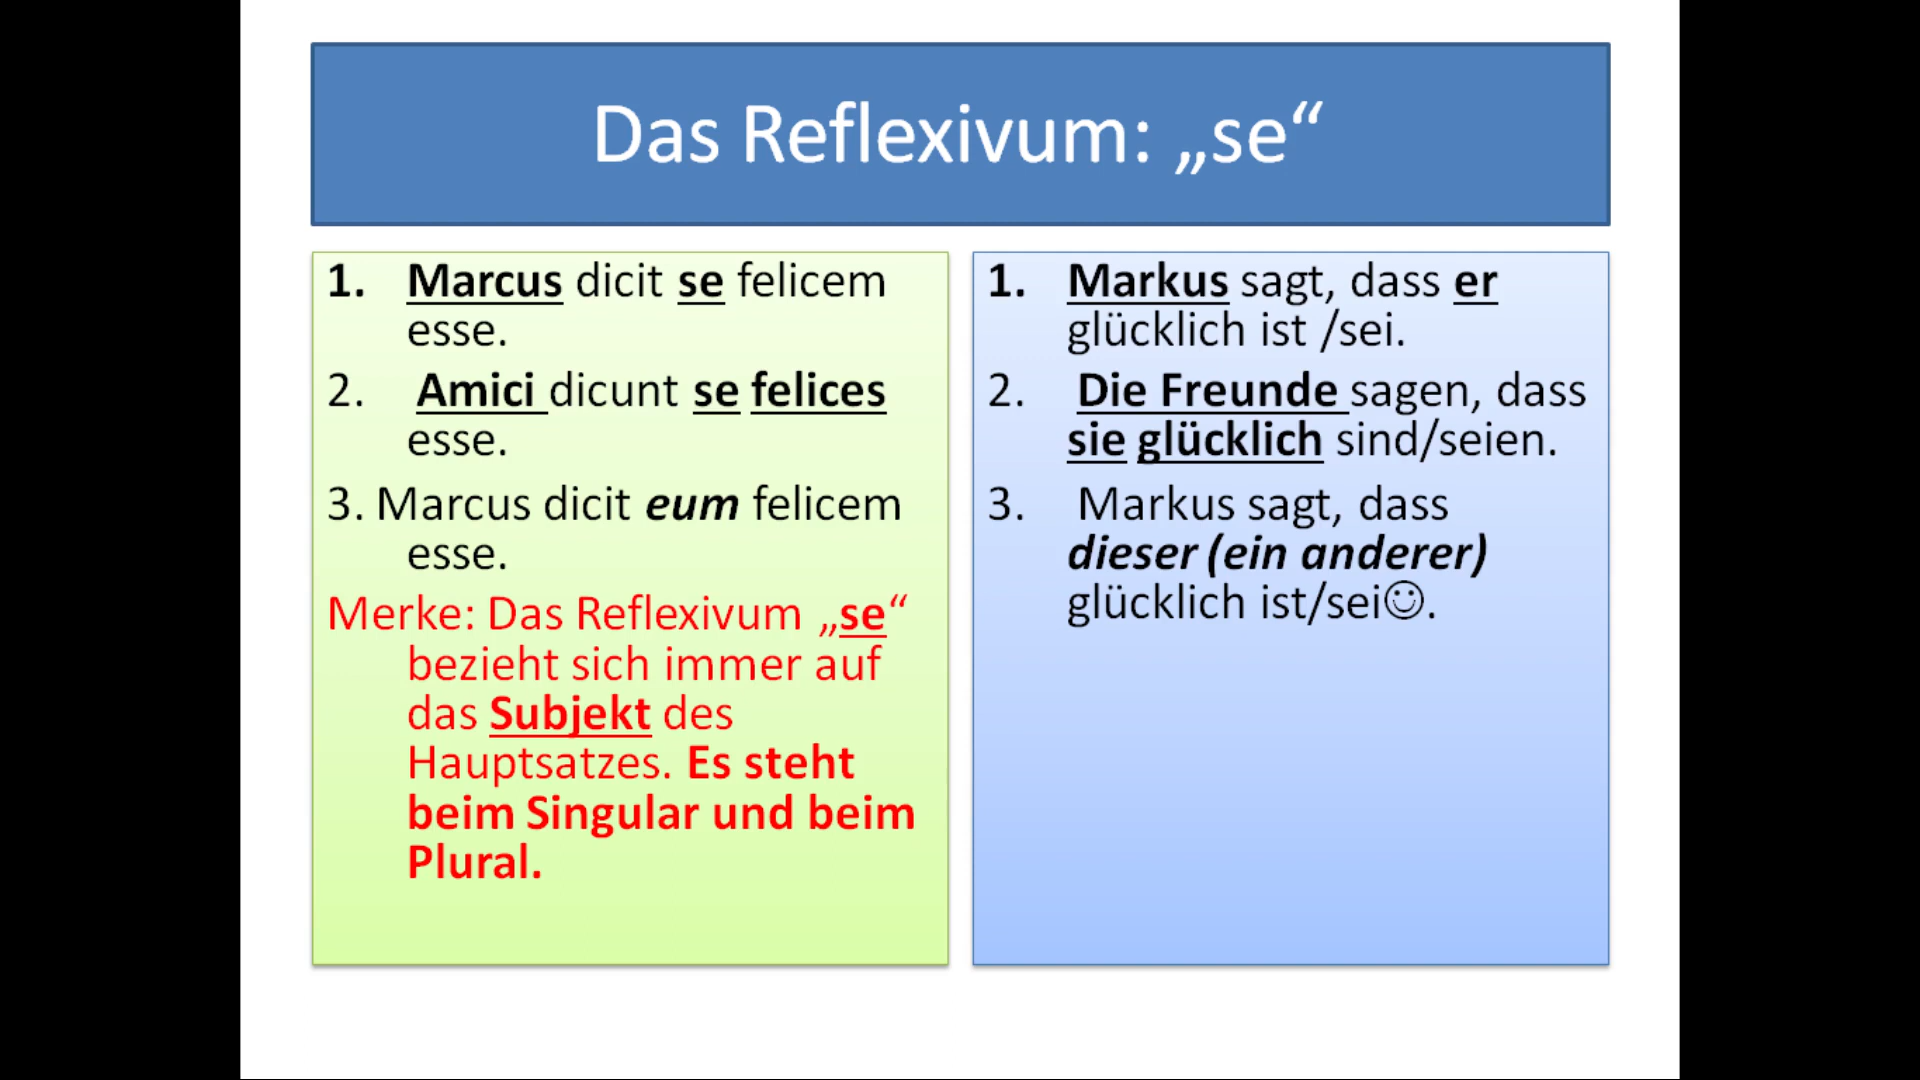 Das Reflexivum: „se“
1. Marcus dicit se felicem
esse.
2. Amici dicunt se felices
esse.
3. Marcus dicit eum felicem
esse.
Merke: Das Reflexivum „se“
bezieht sich immer auf
das Subjekt des
Hauptsatzes. Es steht
beim Singular und beim
Plural.
1. Markus sagt, dass er
glücklich ist /sei.
2. Die Freunde sagen, dass
sie glücklich sind/seien.
3. Markus sagt, dass
dieser (ein anderer)
glücklich ist/sei☺.